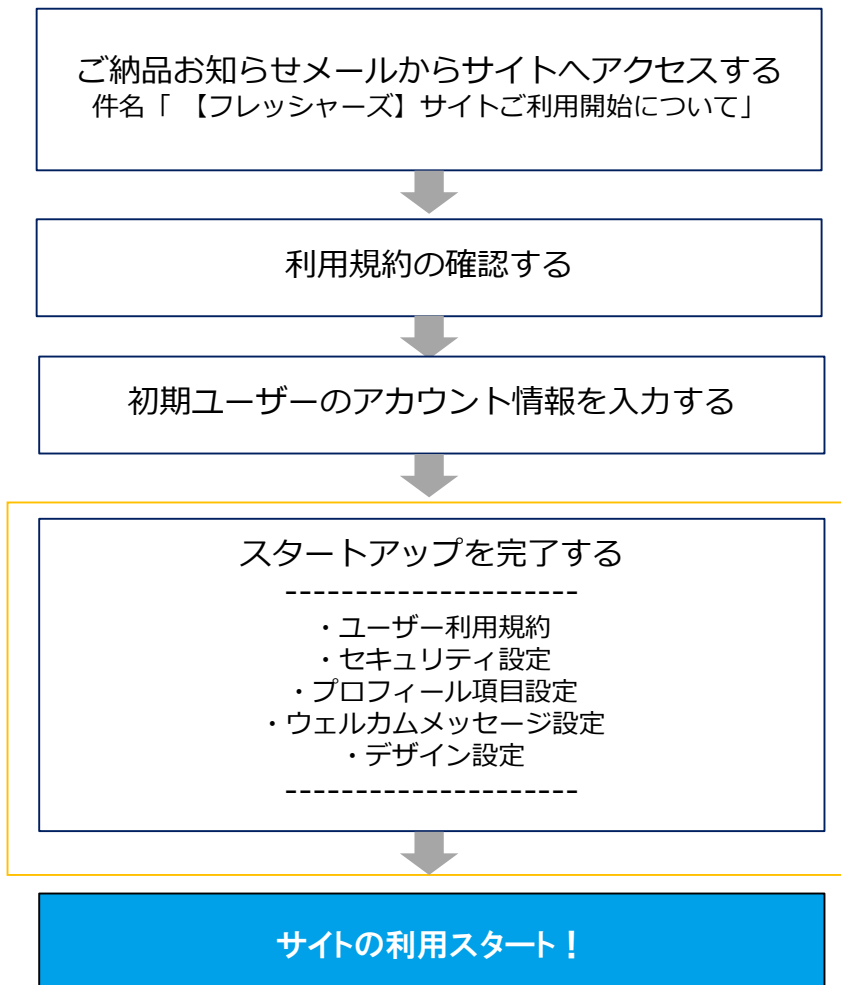 ご納品お知らせメールからサイトへアクセスする
件名「 【フレッシャーズ】サイトご利用開始について」
利用規約の確認する
初期ユーザーのアカウント情報を入力する
スタートアップを完了する
---------------------
・ユーザー利用規約
・セキュリティ設定
・プロフィール項目設定
・ウェルカムメッセージ設定
・デザイン設定
---------------------
サイトの利用スタート！